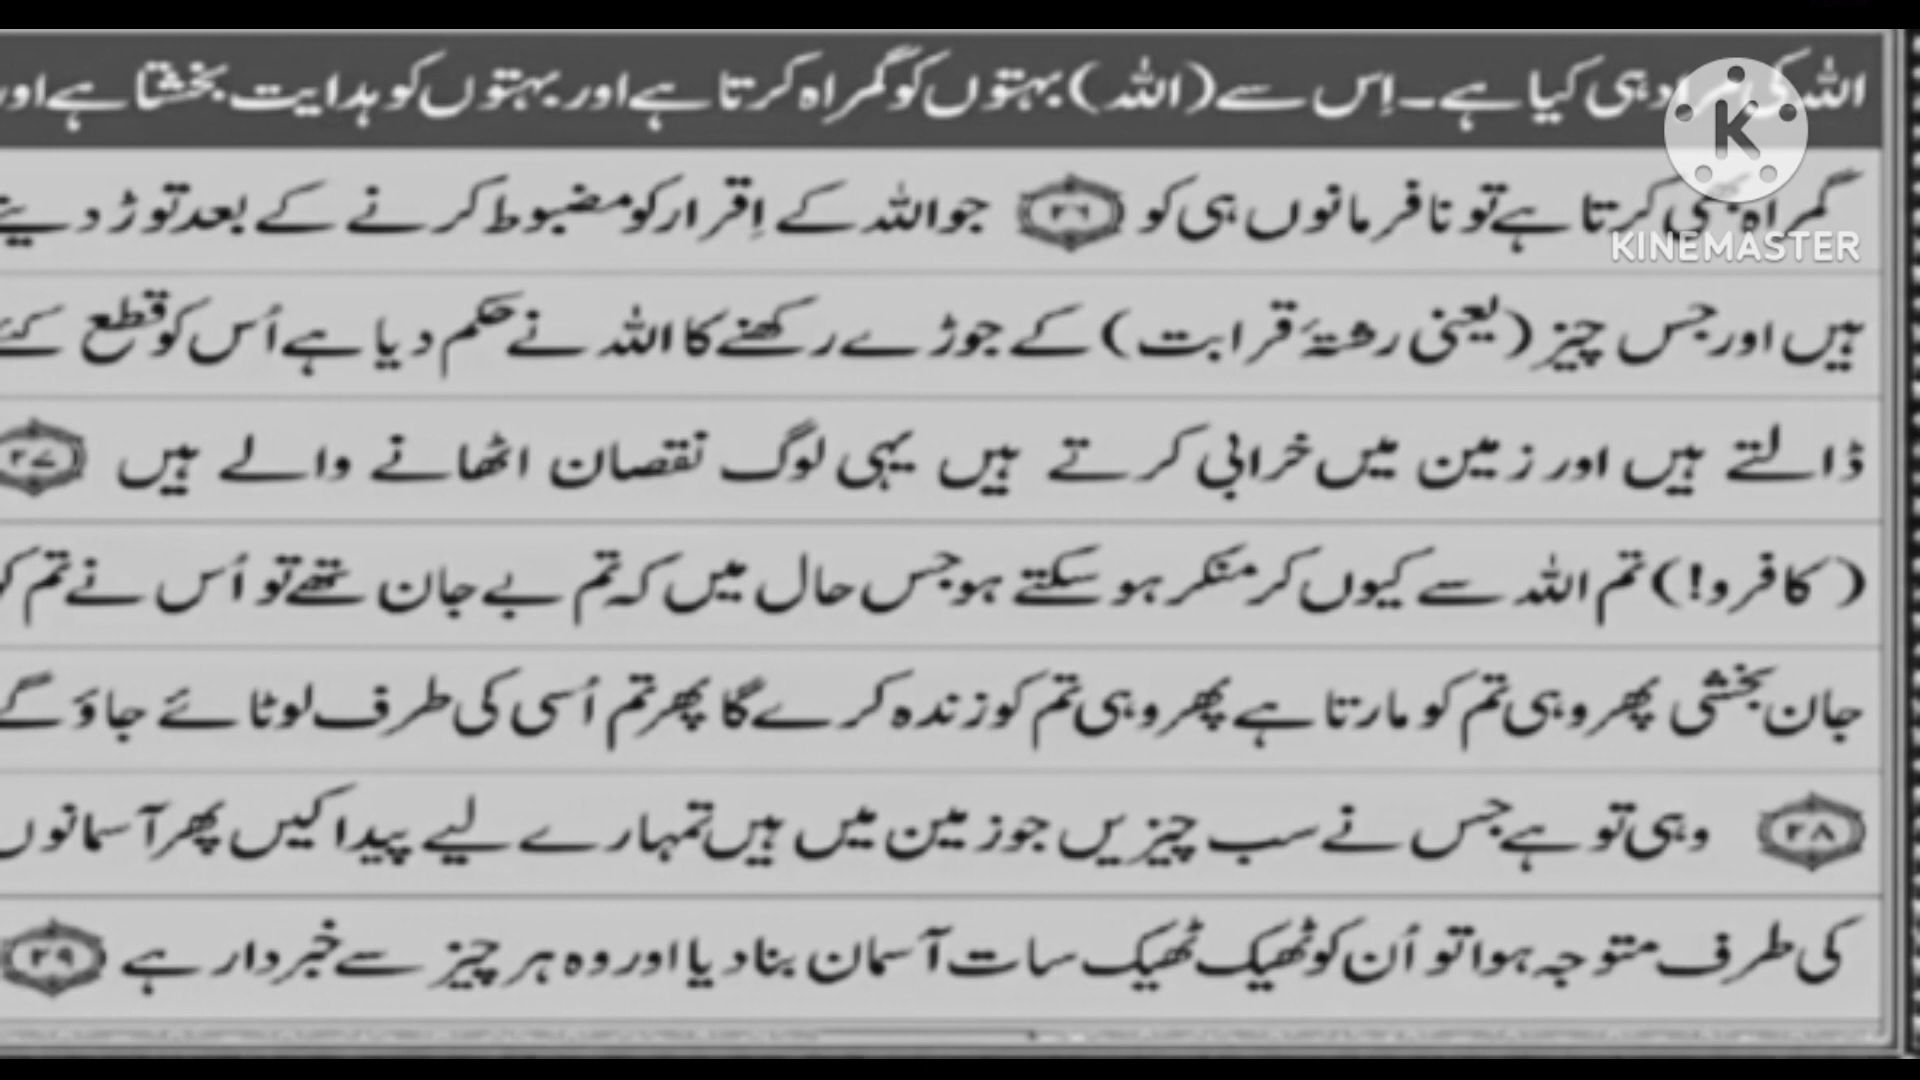 اللہ کی مراد ہی کیا ہے۔ اِس سے (اللہ) بہتوں کو گمراہ کرتا ہے اور بہتوں کو ہدایت بخشتا ہے اور
گمراہ بھی کرتا ہے تو نافرمانوں ہی کو ۲۶ جو اللہ کے اِقرار کو مضبوط کرنے کے بعد توڑ دیتے
ہیں اور جس چیز (یعنی رشتۂ قرابت) کے جوڑے رکھنے کا اللہ نے حکم دیا ہے اُس کو قطع کئے
ڈالتے ہیں اور زمین میں خرابی کرتے ہیں یہی لوگ نقصان اٹھانے والے ہیں ۲۷
(کافرو!) تم اللہ سے کیوں کر منکر ہو سکتے ہو جس حال میں کہ تم بے جان تھے تو اُس نے تم کو
جان بخشی پھر وہی تم کو مارتا ہے پھر وہی تم کو زندہ کرے گا پھر تم اُسی کی طرف لوٹائے جاؤ گے
۲۸ وہی تو ہے جس نے سب چیزیں جو زمین میں ہیں تمہارے لیے پیدا کیں پھر آسمانوں
کی طرف متوجہ ہوا تو اُن کو ٹھیک ٹھیک سات آسمان بنا دیا اور وہ ہر چیز سے خبردار ہے ۲۹
K
KINEMASTER